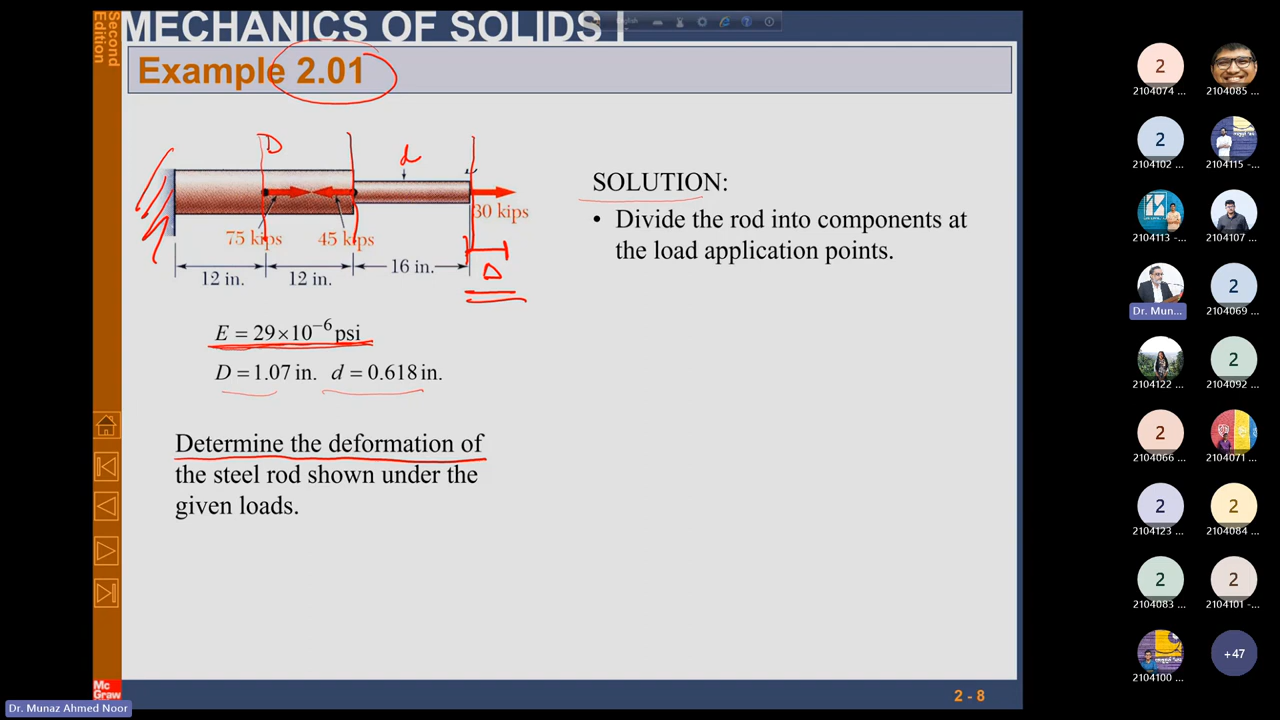 MECHANICS OF SOLIDS I
English
Second
Edition
Example 2.01
D
d
30 kips
75 kips
45 kips
12 in.
12 in.
16 in.
Δ
E = 29×10⁻⁶ psi
D = 1.07 in. d = 0.618 in.
Determine the deformation of
the steel rod shown under the
given loads.
SOLUTION:
• Divide the rod into components at
the load application points.
Mc
Graw
2 - 8
Dr. Munaz Ahmed Noor
2
2104074 ...
2104085 ...
2
2104102 ...
2104115 -...
2104113 -...
2104107 ...
Dr. Mun...
2
2104069 ...
2104122 ...
2
2104092 ...
2
2104066 ...
2104071 ...
2
2104123 ...
2
2104084 ...
2
2104083 ...
2
2104101 -...
2104100 ...
+47